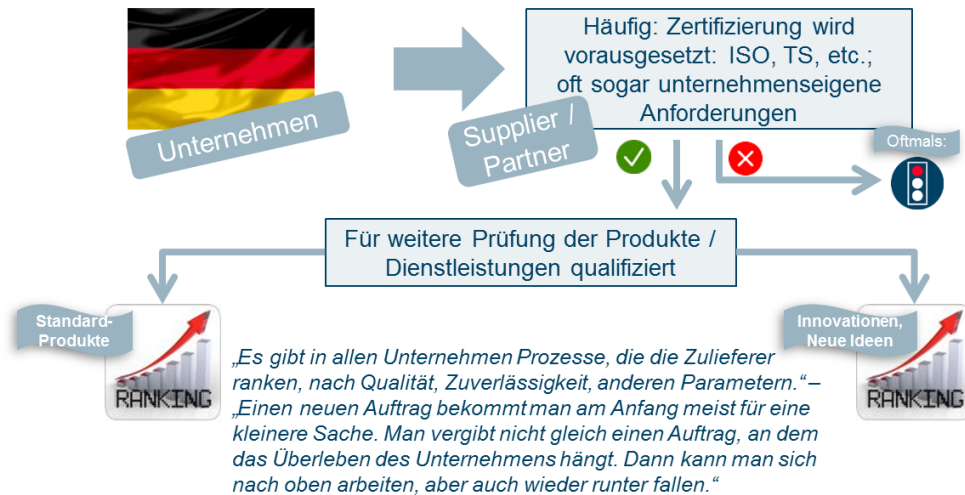 Unternehmen
Supplier /
Partner
Häufig: Zertifizierung wird
vorausgesetzt: ISO, TS, etc.;
oft sogar unternehmenseigene
Anforderungen
Oftmals:
Für weitere Prüfung der Produkte /
Dienstleistungen qualifiziert
Standard-
Produkte
RANKING
Innovationen,
Neue Ideen
RANKING
„Es gibt in allen Unternehmen Prozesse, die die Zulieferer
ranken, nach Qualität, Zuverlässigkeit, anderen Parametern.“ –
„Einen neuen Auftrag bekommt man am Anfang meist für eine
kleinere Sache. Man vergibt nicht gleich einen Auftrag, an dem
das Überleben des Unternehmens hängt. Dann kann man sich
nach oben arbeiten, aber auch wieder runter fallen.“